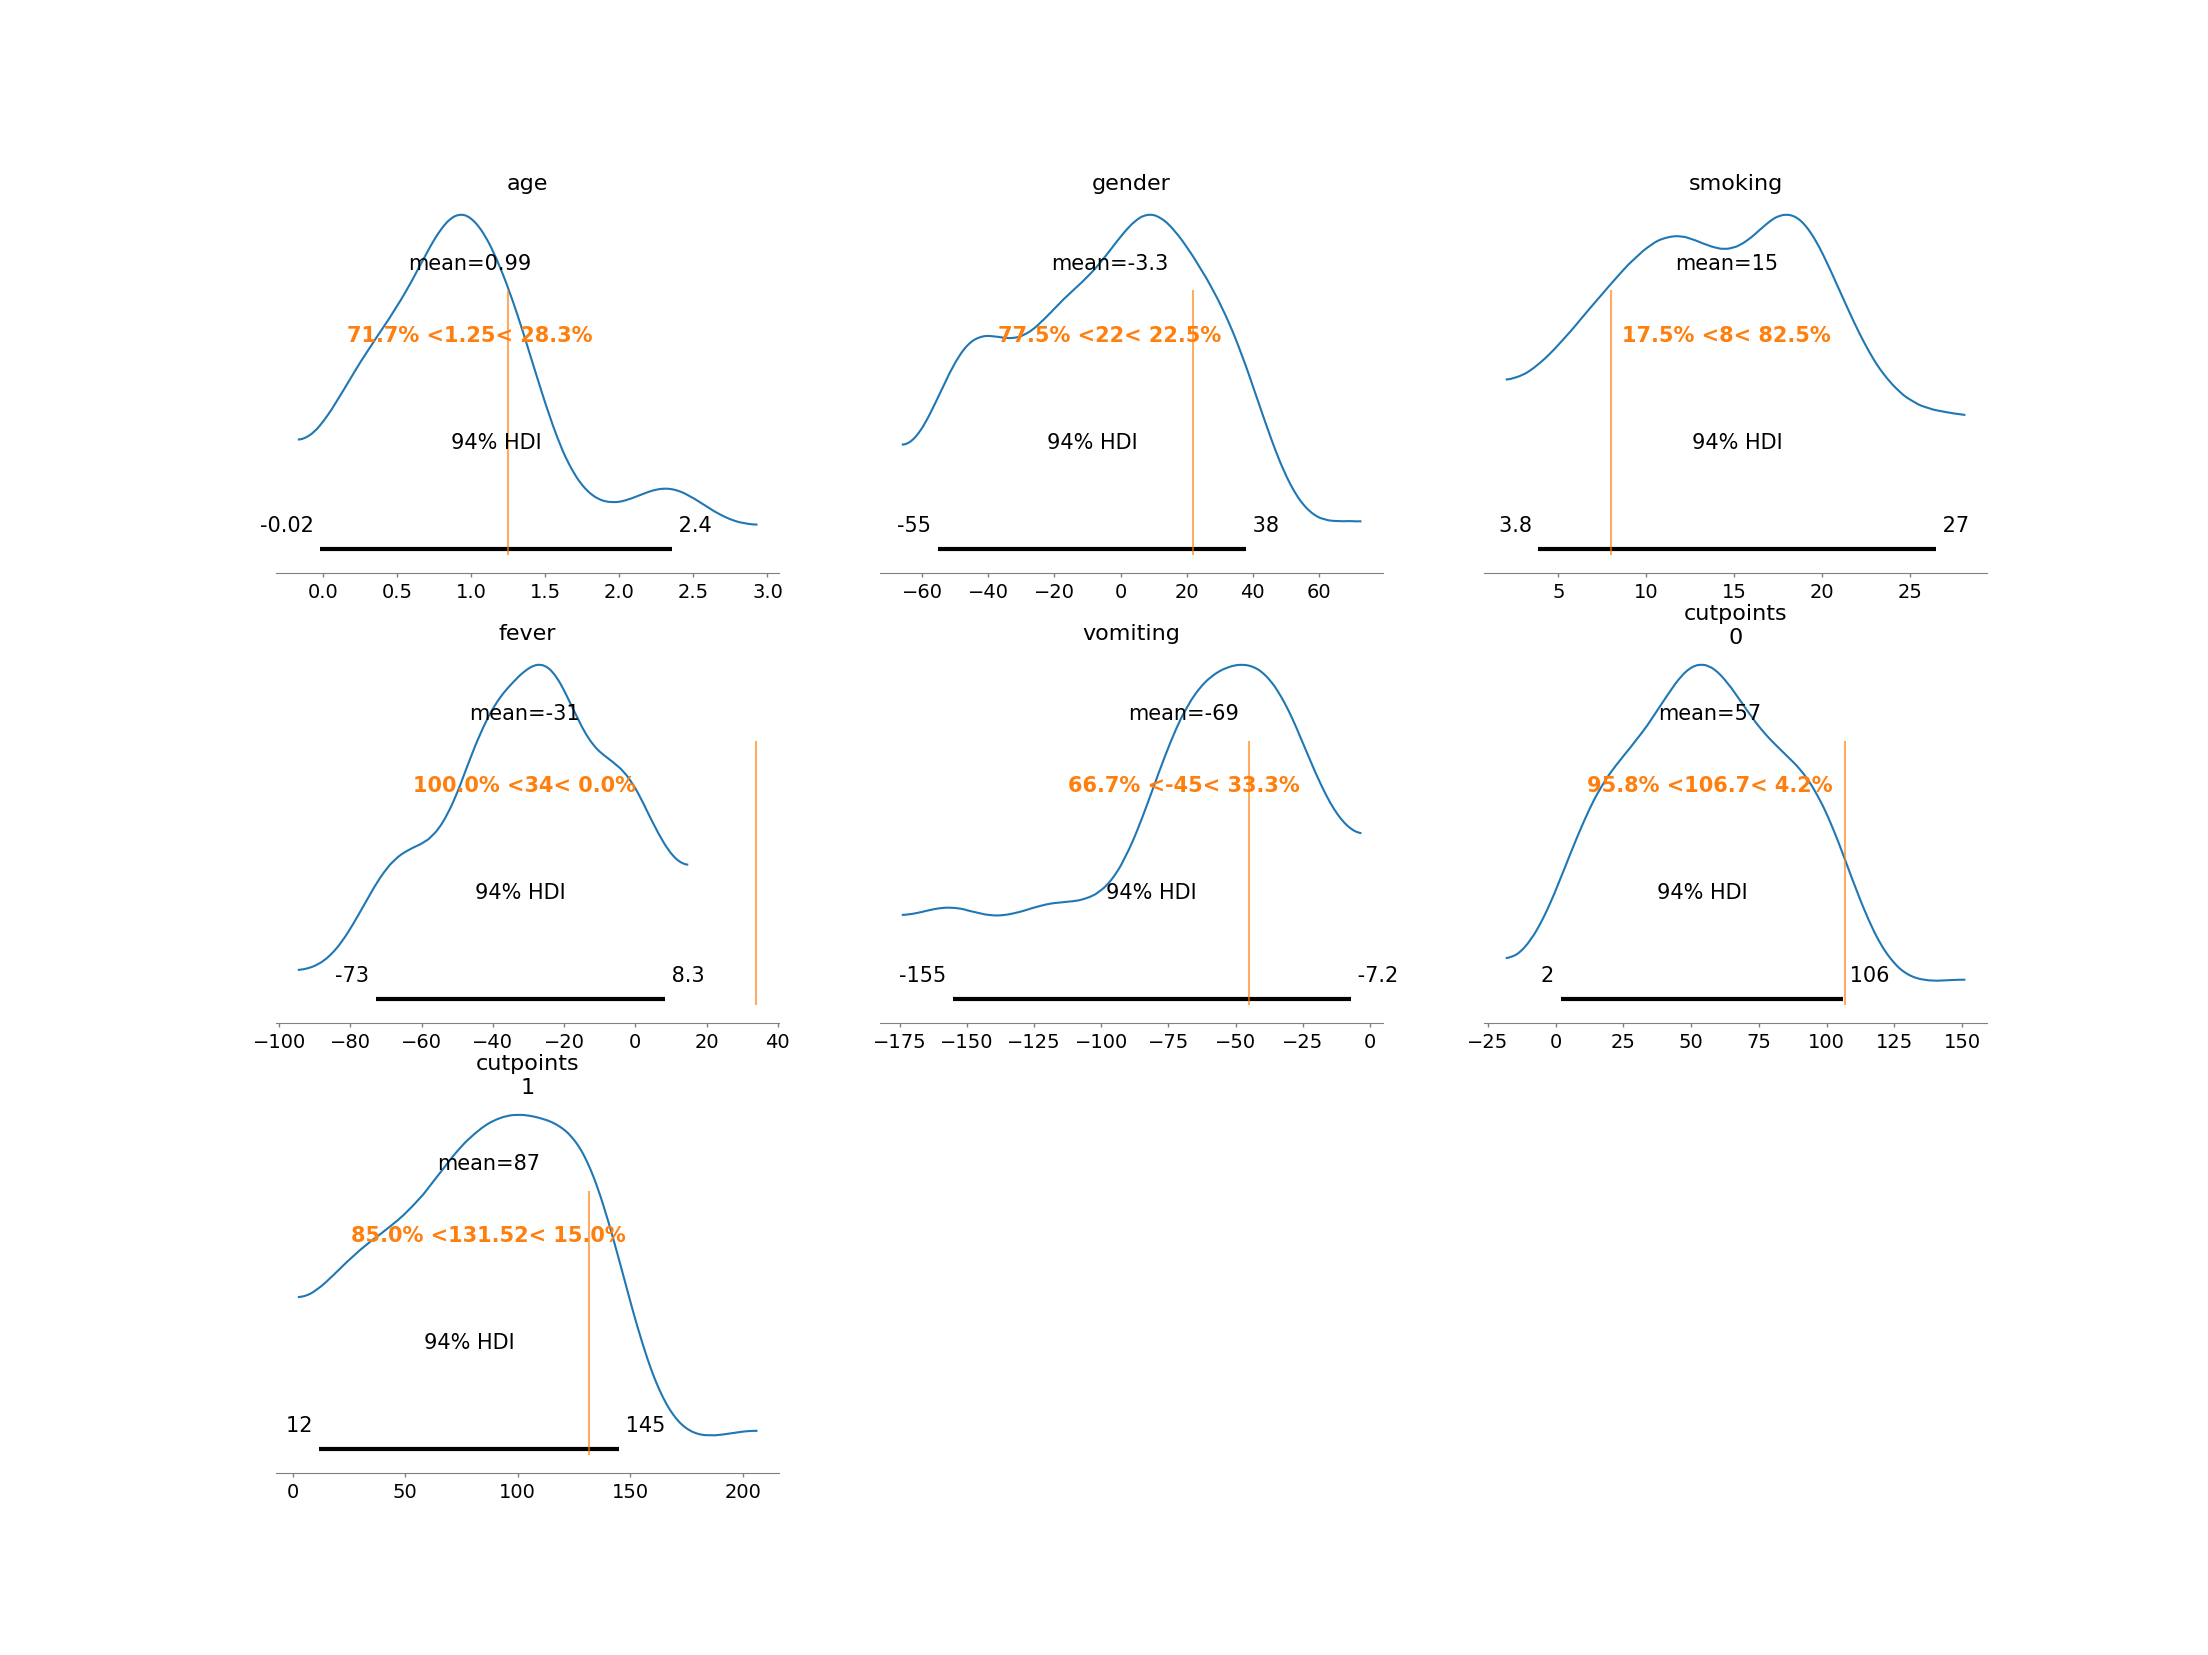 age
mean=0.99
71.7% <1.25< 28.3%
94% HDI
-0.02 2.4
0.0 0.5 1.0 1.5 2.0 2.5 3.0
gender
mean=-3.3
77.5% <22< 22.5%
94% HDI
-55 38
−60 −40 −20 0 20 40 60
smoking
mean=15
17.5% <8< 82.5%
94% HDI
3.8 27
5 10 15 20 25
fever
mean=-31
100.0% <34< 0.0%
94% HDI
-73 8.3
−100 −80 −60 −40 −20 0 20 40
vomiting
mean=-69
66.7% <-45< 33.3%
94% HDI
-155 -7.2
−175 −150 −125 −100 −75 −50 −25 0
cutpoints
0
mean=57
95.8% <106.7< 4.2%
94% HDI
2 106
−25 0 25 50 75 100 125 150
cutpoints
1
mean=87
85.0% <131.52< 15.0%
94% HDI
12 145
0 50 100 150 200